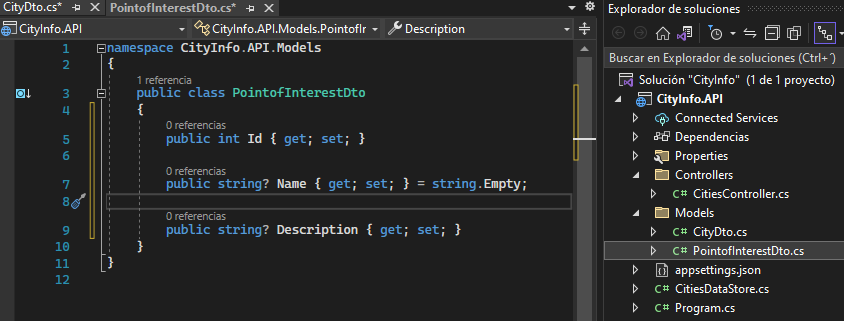 CityDto.cs*
PointofInterestDto.cs*
CityInfo.API
CityInfo.API.Models.PointofIr
Description
1 namespace CityInfo.API.Models
2 {
1 referencia
3 public class PointofInterestDto
4 {
0 referencias
5 public int Id { get; set; }
6
0 referencias
7 public string? Name { get; set; } = string.Empty;
8
0 referencias
9 public string? Description { get; set; }
10 }
11 }
12
Explorador de soluciones
Buscar en Explorador de soluciones (Ctrl+´)
Solución "CityInfo" (1 de 1 proyecto)
CityInfo.API
Connected Services
Dependencias
Properties
Controllers
C# CitiesController.cs
Models
C# CityDto.cs
C# PointofInterestDto.cs
appsettings.json
C# CitiesDataStore.cs
C# Program.cs